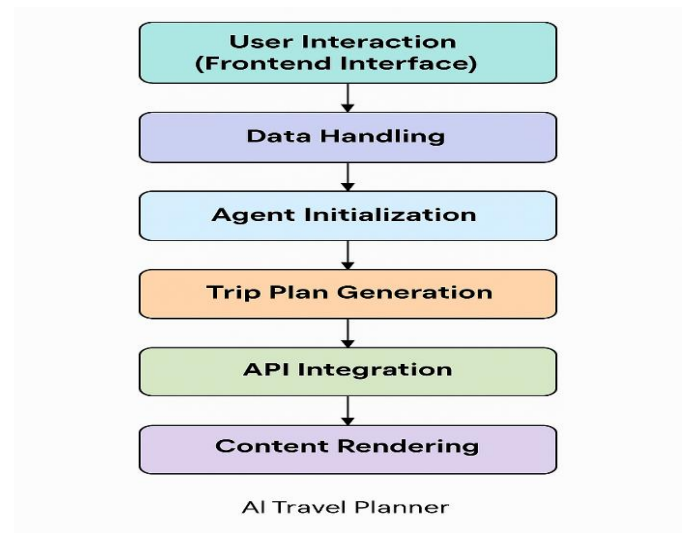 User Interaction
(Frontend Interface)
Data Handling
Agent Initialization
Trip Plan Generation
API Integration
Content Rendering
AI Travel Planner